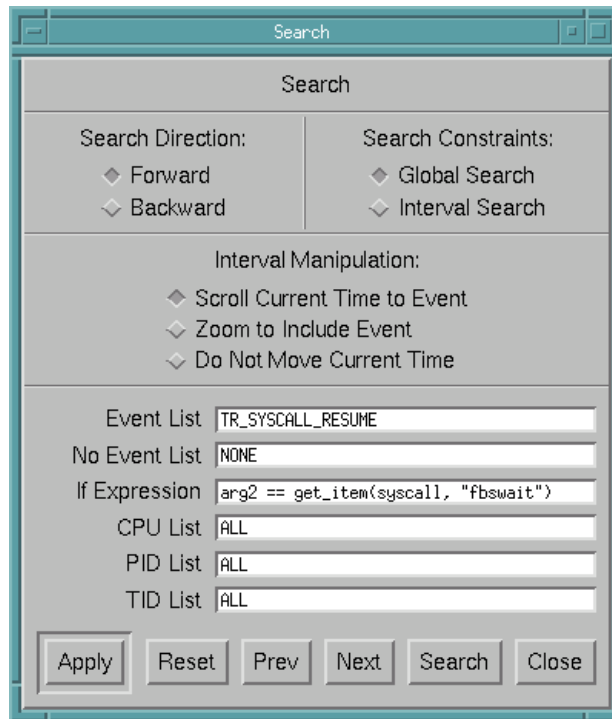 Search
Search
Search Direction:
Forward
Backward
Search Constraints:
Global Search
Interval Search
Interval Manipulation:
Scroll Current Time to Event
Zoom to Include Event
Do Not Move Current Time
Event List TR_SYSCALL_RESUME
No Event List NONE
If Expression arg2 == get_item(syscall, "fbswait")
CPU List ALL
PID List ALL
TID List ALL
Apply Reset Prev Next Search Close